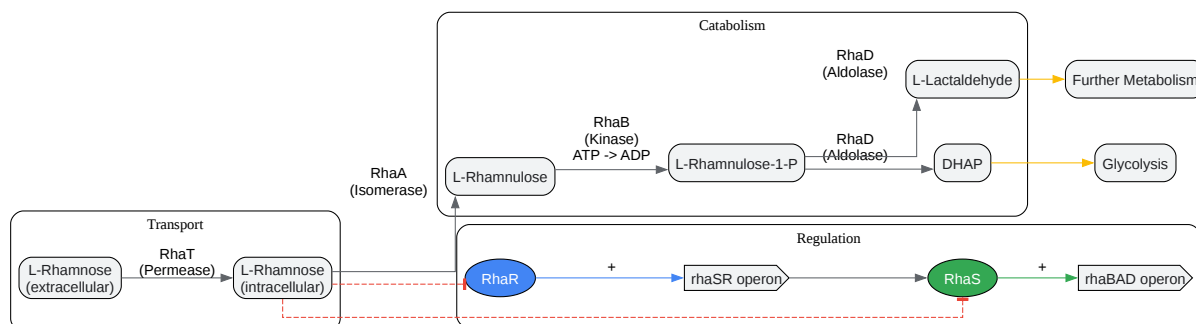 Catabolism
RhaD
(Aldolase)
L-Lactaldehyde
Further Metabolism
RhaB
(Kinase)
ATP -> ADP
RhaD
(Aldolase)
L-Rhamnulose-1-P
DHAP
Glycolysis
RhaA
(Isomerase)
L-Rhamnulose
Transport
RhaT
(Permease)
L-Rhamnose
(extracellular)
L-Rhamnose
(intracellular)
Regulation
RhaR
+
rhaSR operon
RhaS
+
rhaBAD operon